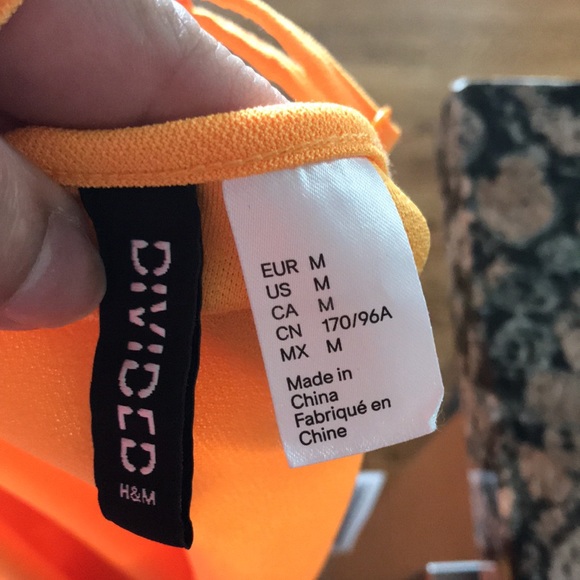 DIVIDED
H&M
EUR M
US M
CA M
CN 170/96A
MX M
Made in
China
Fabriqué en
Chine